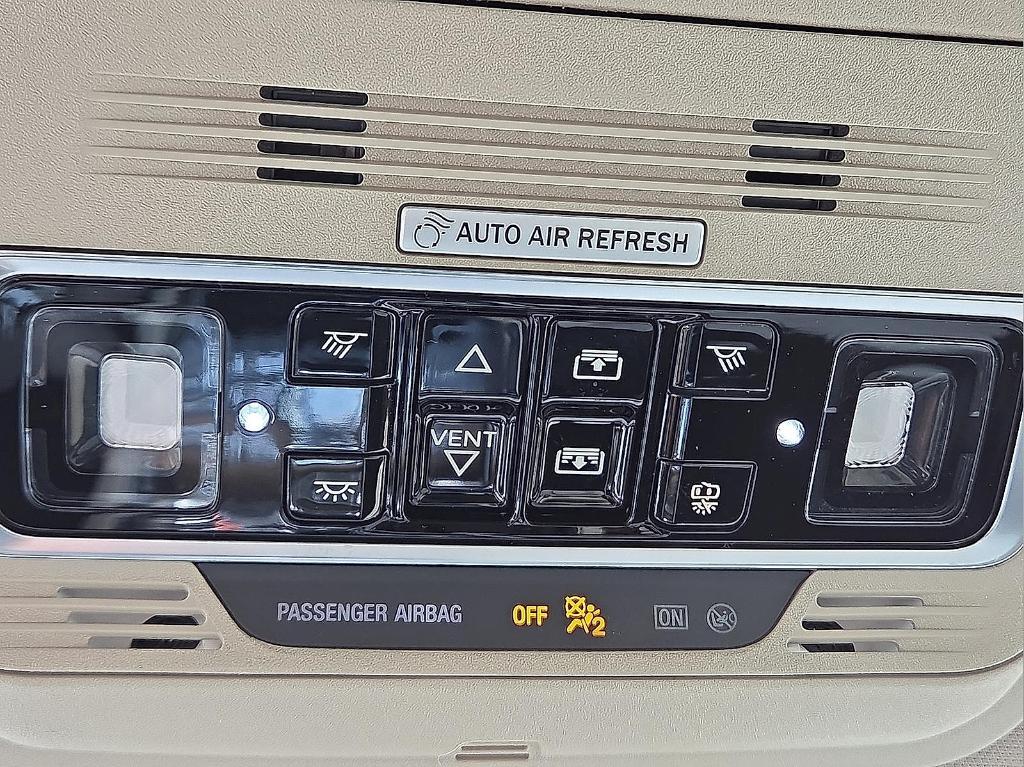 AUTO AIR REFRESH
VENT
PASSENGER AIRBAG OFF 2 ON